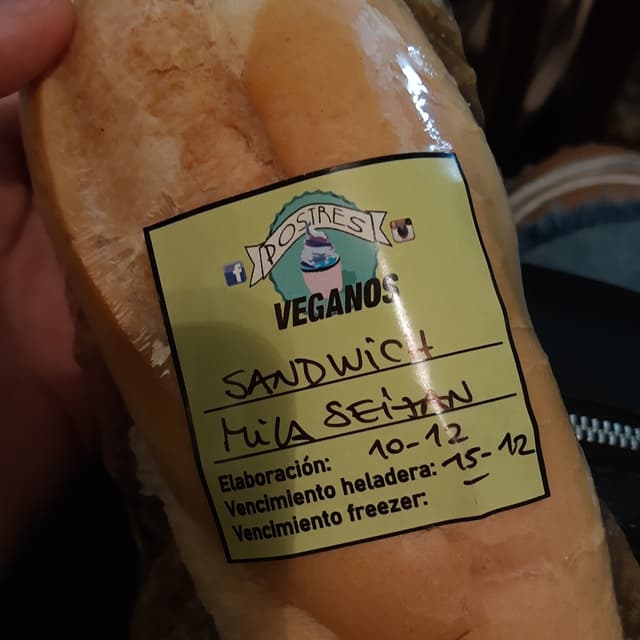 POSTRES
VEGANOS
SANDWICH
MILA SEITAN
Elaboración: 10-12
Vencimiento heladera: 15-12
Vencimiento freezer: